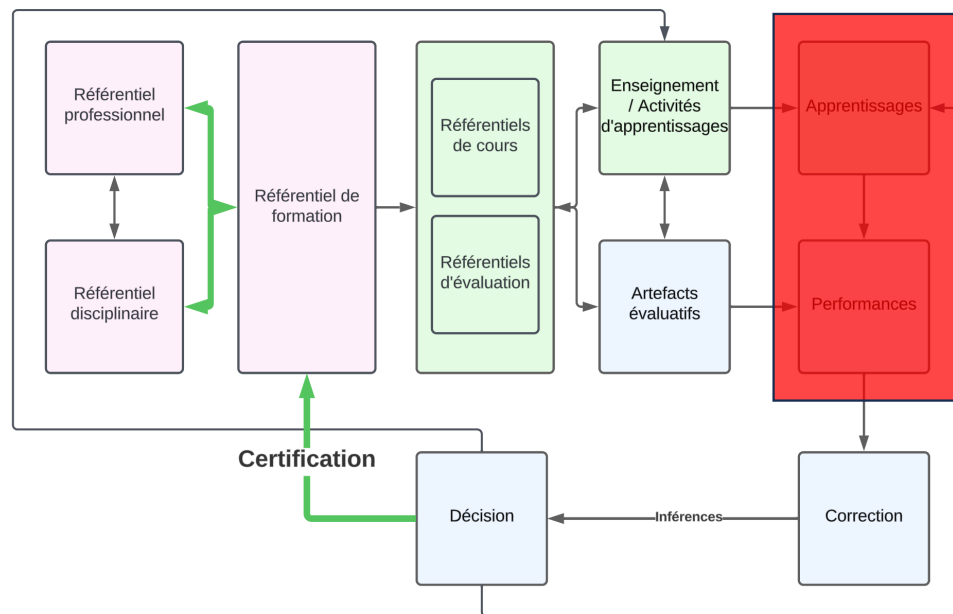 Référentiel
professionnel
Référentiel
disciplinaire
Référentiel de
formation
Référentiels
de cours
Référentiels
d'évaluation
Enseignement
/ Activités
d'apprentissages
Artefacts
évaluatifs
Apprentissages
Performances
Certification
Décision
Inférences
Correction